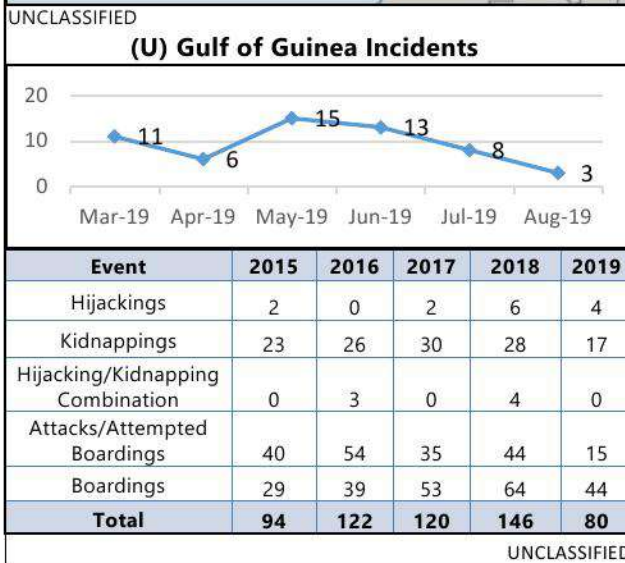 UNCLASSIFIED
(U) Gulf of Guinea Incidents
20
10
0
11
6
15
13
8
3
Mar-19 Apr-19 May-19 Jun-19 Jul-19 Aug-19
Event 2015 2016 2017 2018 2019
Hijackings 2 0 2 6 4
Kidnappings 23 26 30 28 17
Hijacking/Kidnapping
Combination 0 3 0 4 0
Attacks/Attempted
Boardings 40 54 35 44 15
Boardings 29 39 53 64 44
Total 94 122 120 146 80
UNCLASSIFIED